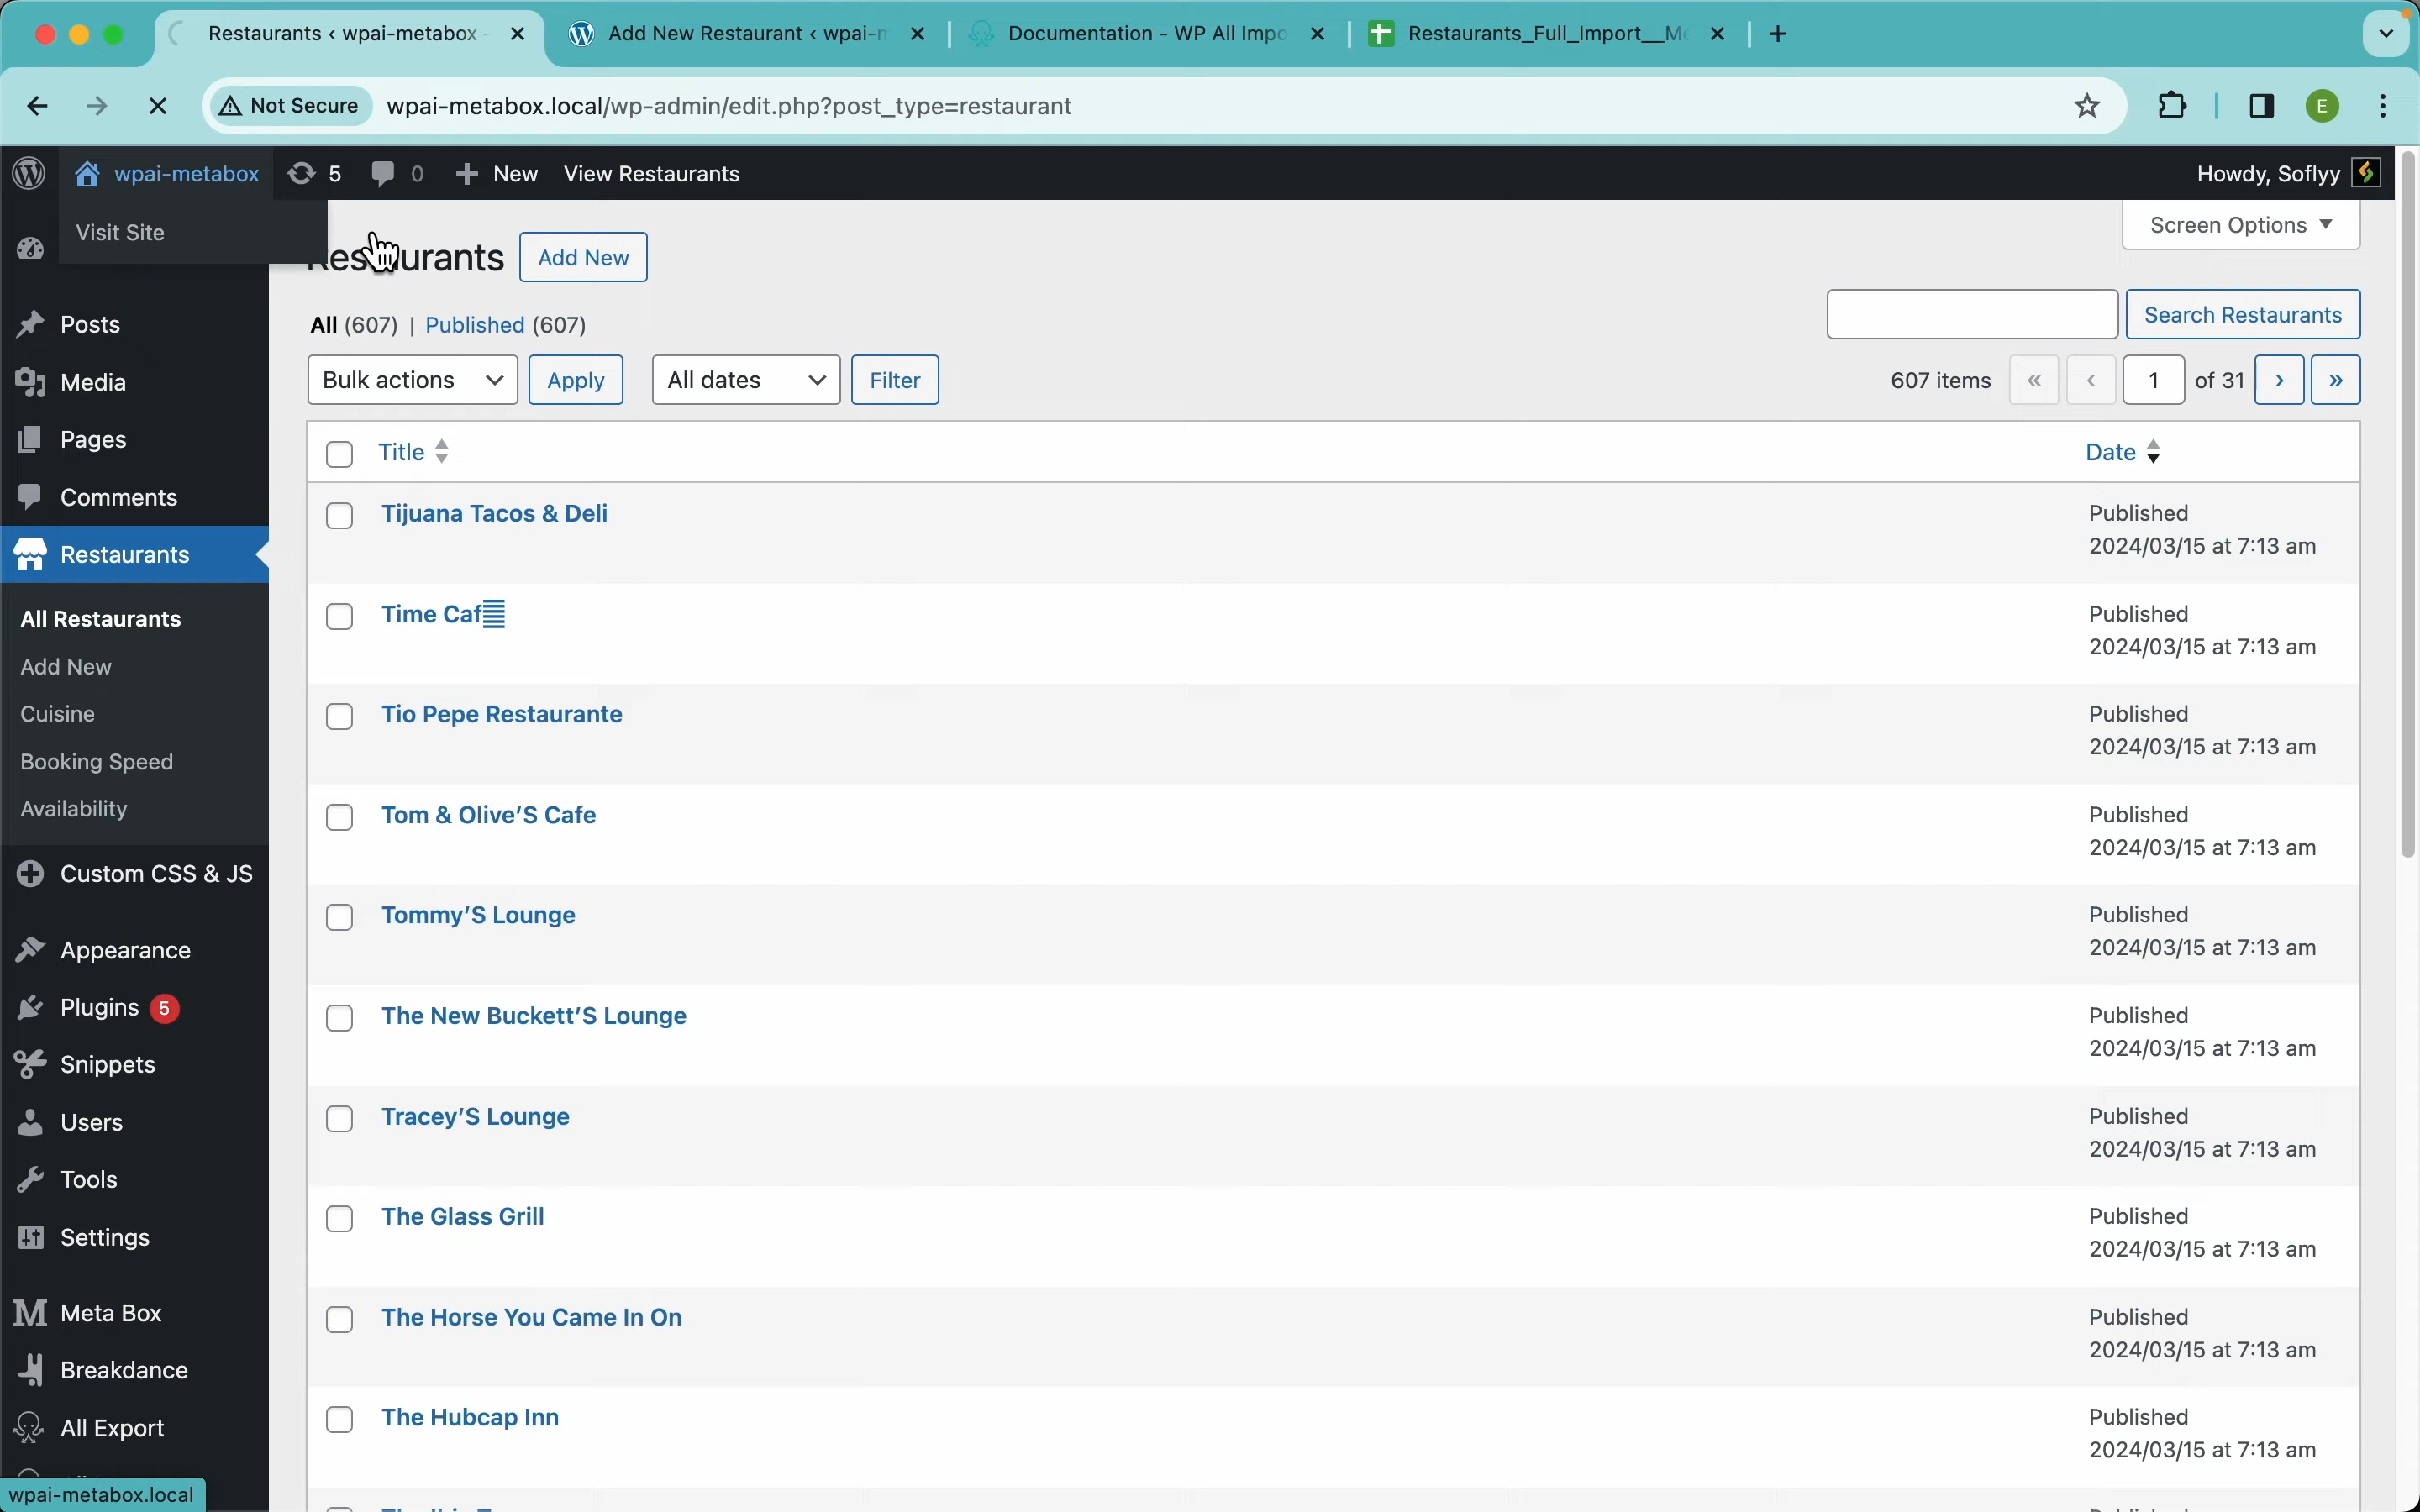 Restaurants ‹ wpai-metabox
Add New Restaurant ‹ wpai-
Documentation - WP All Impo
Restaurants_Full_Import__M
Not Secure
wpai-metabox.local/wp-admin/edit.php?post_type=restaurant
E
wpai-metabox
5
0
New
View Restaurants
Howdy, Soflyy
Visit Site
Screen Options
Add New
Posts
Media
Pages
Comments
Restaurants
All Restaurants
Add New
Cuisine
Booking Speed
Availability
Custom CSS & JS
Appearance
Plugins 5
Snippets
Users
Tools
Settings
Meta Box
Breakdance
All Export
wpai-metabox.local
All (607) | Published (607)
Search Restaurants
Bulk actions
Apply
All dates
Filter
607 items « ‹ 1 of 31 › »
Title
Date
Tijuana Tacos & Deli
Published
2024/03/15 at 7:13 am
Time Caf
Published
2024/03/15 at 7:13 am
Tio Pepe Restaurante
Published
2024/03/15 at 7:13 am
Tom & Olive’S Cafe
Published
2024/03/15 at 7:13 am
Tommy’S Lounge
Published
2024/03/15 at 7:13 am
The New Buckett’S Lounge
Published
2024/03/15 at 7:13 am
Tracey’S Lounge
Published
2024/03/15 at 7:13 am
The Glass Grill
Published
2024/03/15 at 7:13 am
The Horse You Came In On
Published
2024/03/15 at 7:13 am
The Hubcap Inn
Published
2024/03/15 at 7:13 am